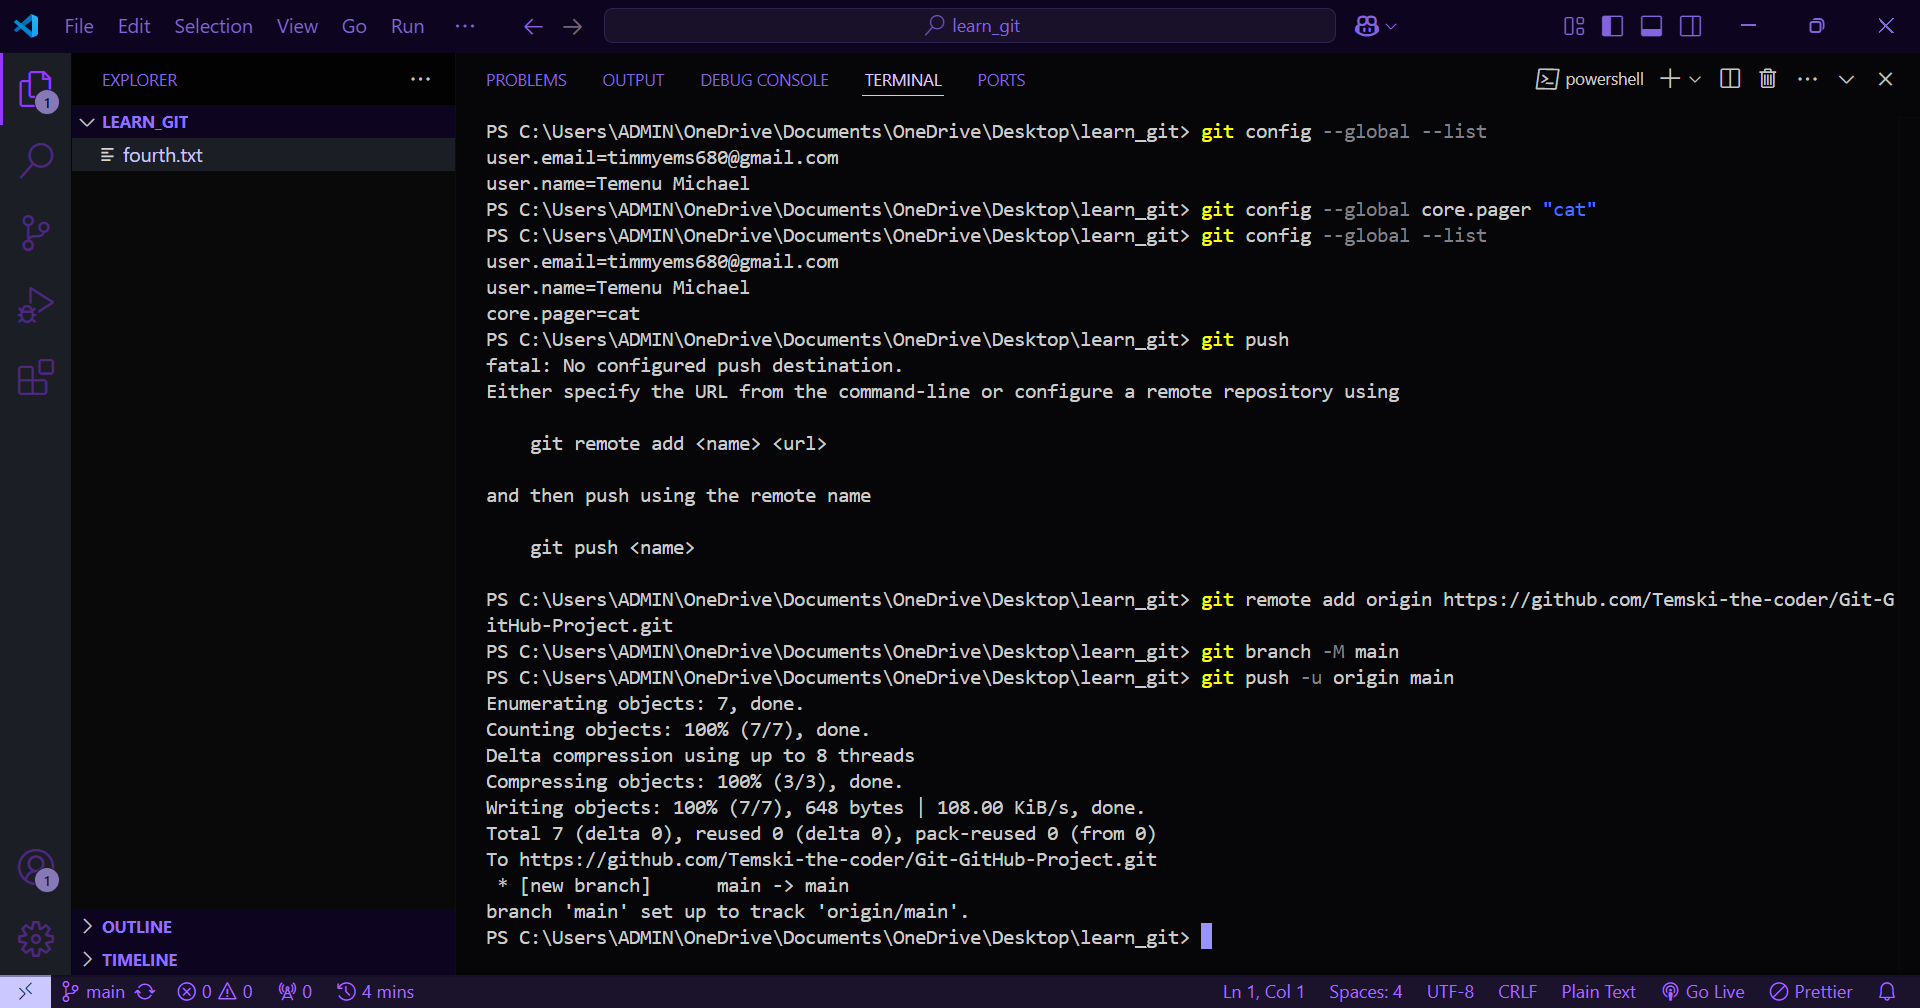 File Edit Selection View Go Run ···
learn_git
EXPLORER ···
LEARN_GIT
fourth.txt
1
1
OUTLINE
TIMELINE
PROBLEMS OUTPUT DEBUG CONSOLE TERMINAL PORTS
powershell
PS C:\Users\ADMIN\OneDrive\Documents\OneDrive\Desktop\learn_git> git config --global --list
user.email=timmyems680@gmail.com
user.name=Temenu Michael
PS C:\Users\ADMIN\OneDrive\Documents\OneDrive\Desktop\learn_git> git config --global core.pager "cat"
PS C:\Users\ADMIN\OneDrive\Documents\OneDrive\Desktop\learn_git> git config --global --list
user.email=timmyems680@gmail.com
user.name=Temenu Michael
core.pager=cat
PS C:\Users\ADMIN\OneDrive\Documents\OneDrive\Desktop\learn_git> git push
fatal: No configured push destination.
Either specify the URL from the command-line or configure a remote repository using
git remote add <name> <url>
and then push using the remote name
git push <name>
PS C:\Users\ADMIN\OneDrive\Documents\OneDrive\Desktop\learn_git> git remote add origin https://github.com/Temski-the-coder/Git-G
itHub-Project.git
PS C:\Users\ADMIN\OneDrive\Documents\OneDrive\Desktop\learn_git> git branch -M main
PS C:\Users\ADMIN\OneDrive\Documents\OneDrive\Desktop\learn_git> git push -u origin main
Enumerating objects: 7, done.
Counting objects: 100% (7/7), done.
Delta compression using up to 8 threads
Compressing objects: 100% (3/3), done.
Writing objects: 100% (7/7), 648 bytes | 108.00 KiB/s, done.
Total 7 (delta 0), reused 0 (delta 0), pack-reused 0 (from 0)
To https://github.com/Temski-the-coder/Git-GitHub-Project.git
* [new branch] main -> main
branch 'main' set up to track 'origin/main'.
PS C:\Users\ADMIN\OneDrive\Documents\OneDrive\Desktop\learn_git>
main 0 0 0 4 mins Ln 1, Col 1 Spaces: 4 UTF-8 CRLF Plain Text Go Live Prettier